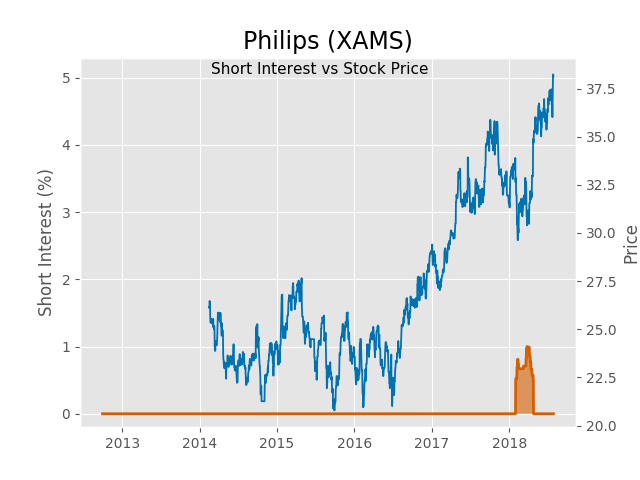 Philips (XAMS)
Short Interest vs Stock Price
Short Interest (%)
5
4
3
2
1
0
37.5
35.0
32.5
30.0
27.5
25.0
22.5
20.0
Price
2013 2014 2015 2016 2017 2018